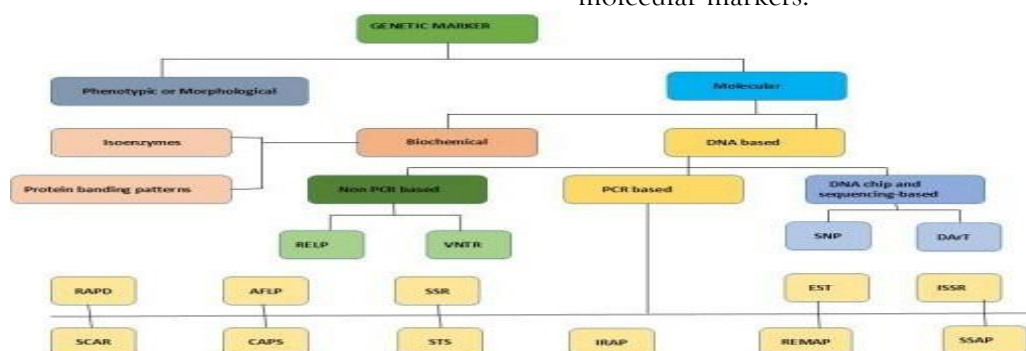 molecular markers.
GENETIC MARKER
Phenotypic or Morphological
Molecular
Isoenzymes
Biochemical
DNA based
Protein banding patterns
Non PCR based
PCR based
DNA chip and
sequencing-based
RELP
VNTR
SNP
DArT
RAPD
AFLP
SSR
EST
ISSR
SCAR
CAPS
STS
IRAP
REMAP
SSAP